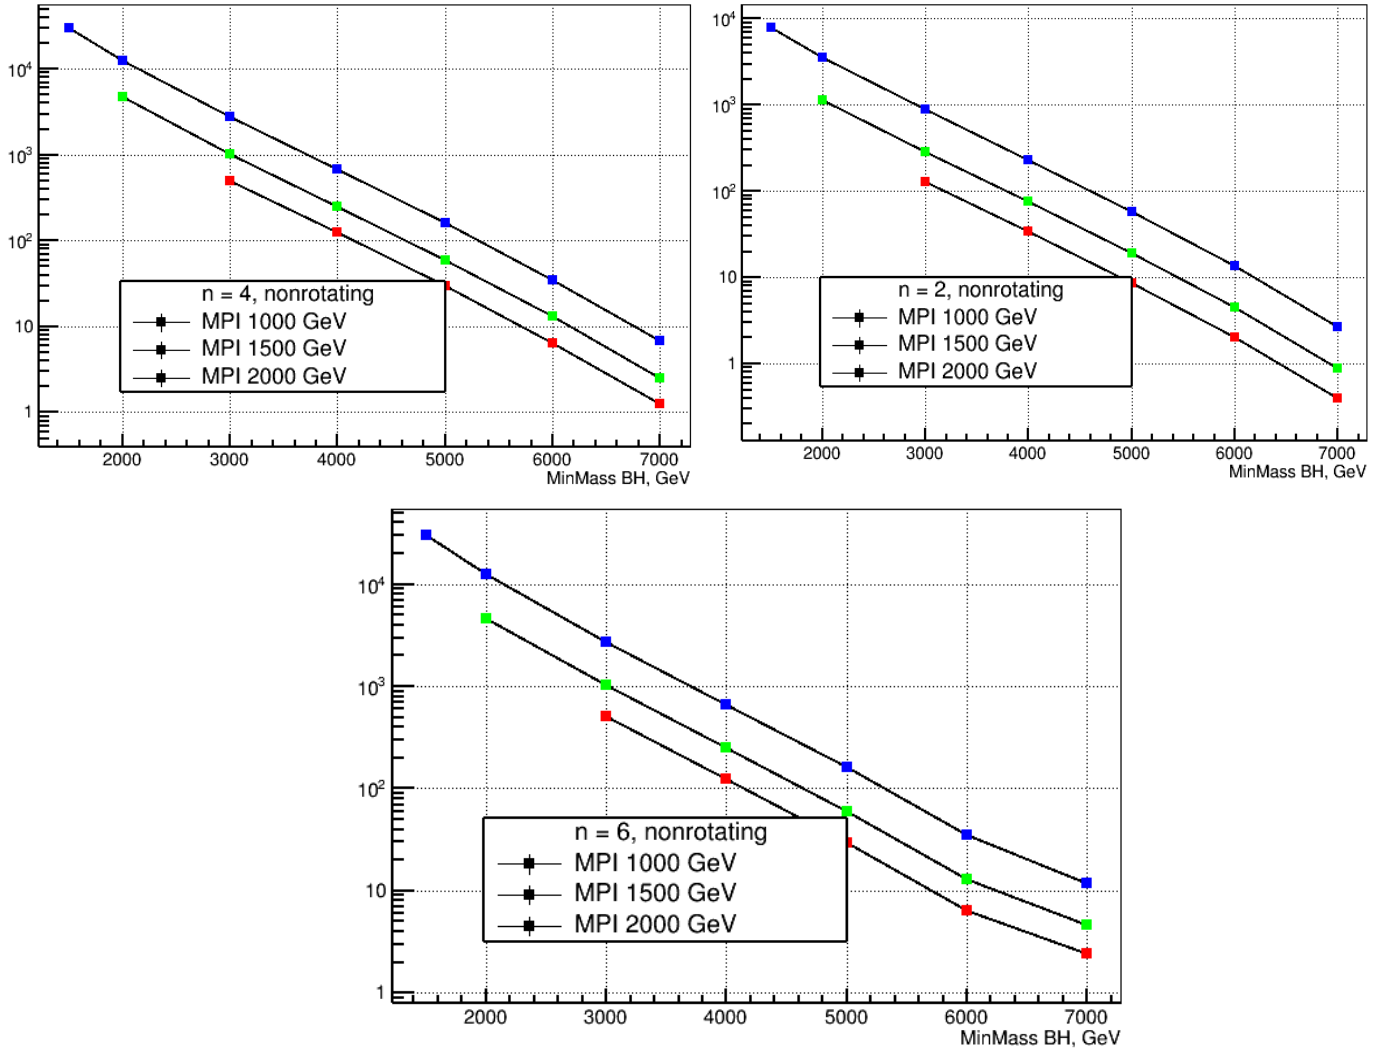 10⁴
10³
10²
10
1
n = 4, nonrotating
MPI 1000 GeV
MPI 1500 GeV
MPI 2000 GeV
2000 3000 4000 5000 6000 7000
MinMass BH, GeV
10⁴
10³
10²
10
1
n = 2, nonrotating
MPI 1000 GeV
MPI 1500 GeV
MPI 2000 GeV
2000 3000 4000 5000 6000 7000
MinMass BH, GeV
10⁴
10³
10²
10
1
n = 6, nonrotating
MPI 1000 GeV
MPI 1500 GeV
MPI 2000 GeV
2000 3000 4000 5000 6000 7000
MinMass BH, GeV